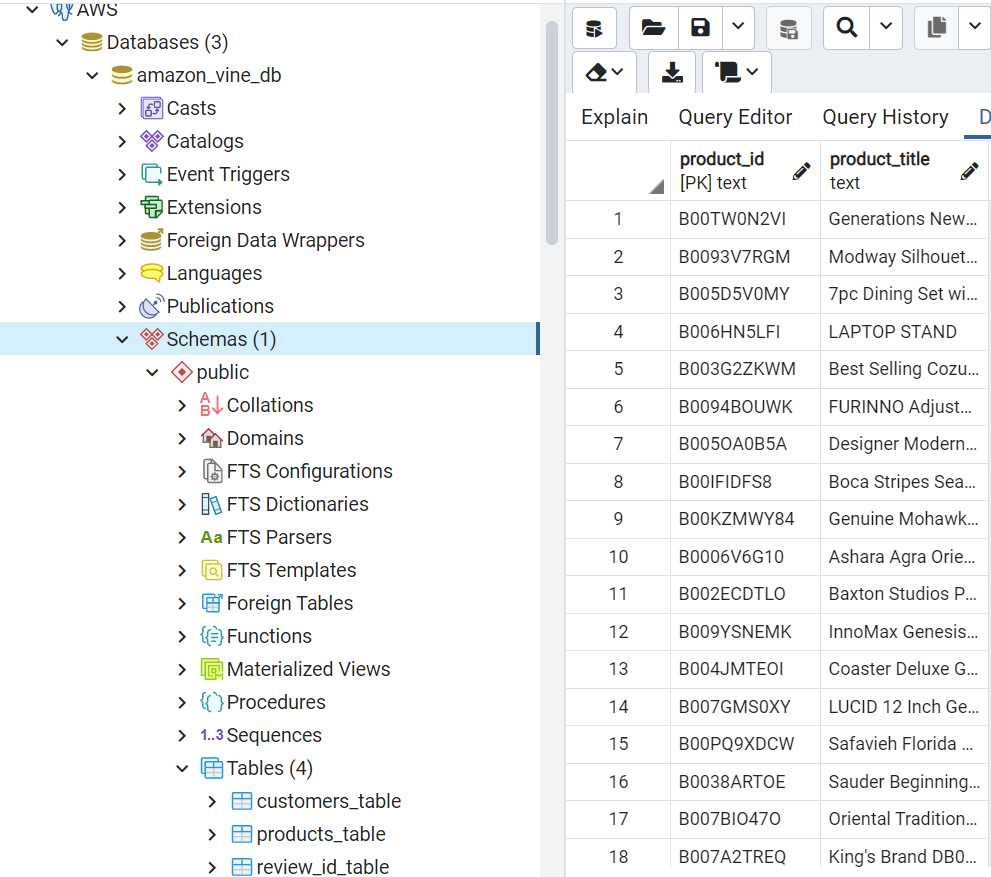 AWS
Databases (3)
amazon_vine_db
Casts
Catalogs
Event Triggers
Extensions
Foreign Data Wrappers
Languages
Publications
Schemas (1)
public
A
B
Collations
Domains
FTS Configurations
FTS Dictionaries
Aa FTS Parsers
FTS Templates
Foreign Tables
Functions
Materialized Views
Procedures
1..3 Sequences
Tables (4)
customers_table
products_table
review_id_table
Explain Query Editor Query History D
product_id product_title
[PK] text text
1 B00TW0N2VI Generations New...
2 B0093V7RGM Modway Silhouet...
3 B005D5V0MY 7pc Dining Set wi...
4 B006HN5LFI LAPTOP STAND
5 B003G2ZKWM Best Selling Cozu...
6 B0094BOUWK FURINNO Adjust...
7 B005OA0B5A Designer Modern...
8 B00IFIDFS8 Boca Stripes Sea...
9 B00KZMWY84 Genuine Mohawk...
10 B0006V6G10 Ashara Agra Orie...
11 B002ECDTLO Baxton Studios P...
12 B009YSNEMK InnoMax Genesis...
13 B004JMTEOI Coaster Deluxe G...
14 B007GMS0XY LUCID 12 Inch Ge...
15 B00PQ9XDCW Safavieh Florida ...
16 B0038ARTOE Sauder Beginning...
17 B007BIO47O Oriental Tradition...
18 B007A2TREQ King's Brand DB0...